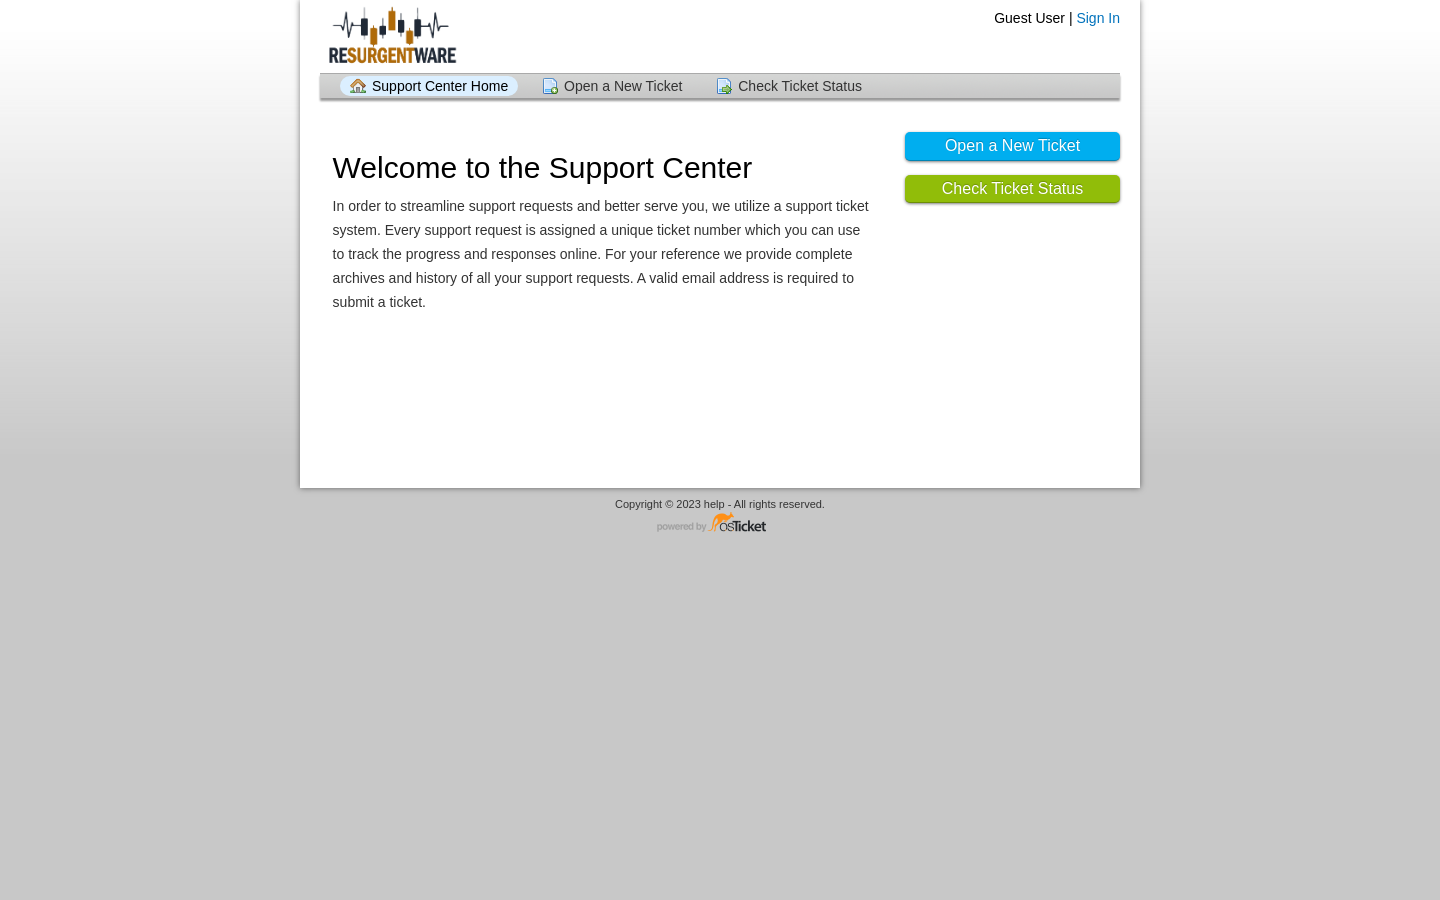 RESURGENTWARE
Guest User | Sign In
Support Center Home
Open a New Ticket
Check Ticket Status
Open a New Ticket
Check Ticket Status
Welcome to the Support Center
In order to streamline support requests and better serve you, we utilize a support ticket
system. Every support request is assigned a unique ticket number which you can use
to track the progress and responses online. For your reference we provide complete
archives and history of all your support requests. A valid email address is required to
submit a ticket.
Copyright © 2023 help - All rights reserved.
powered by osTicket